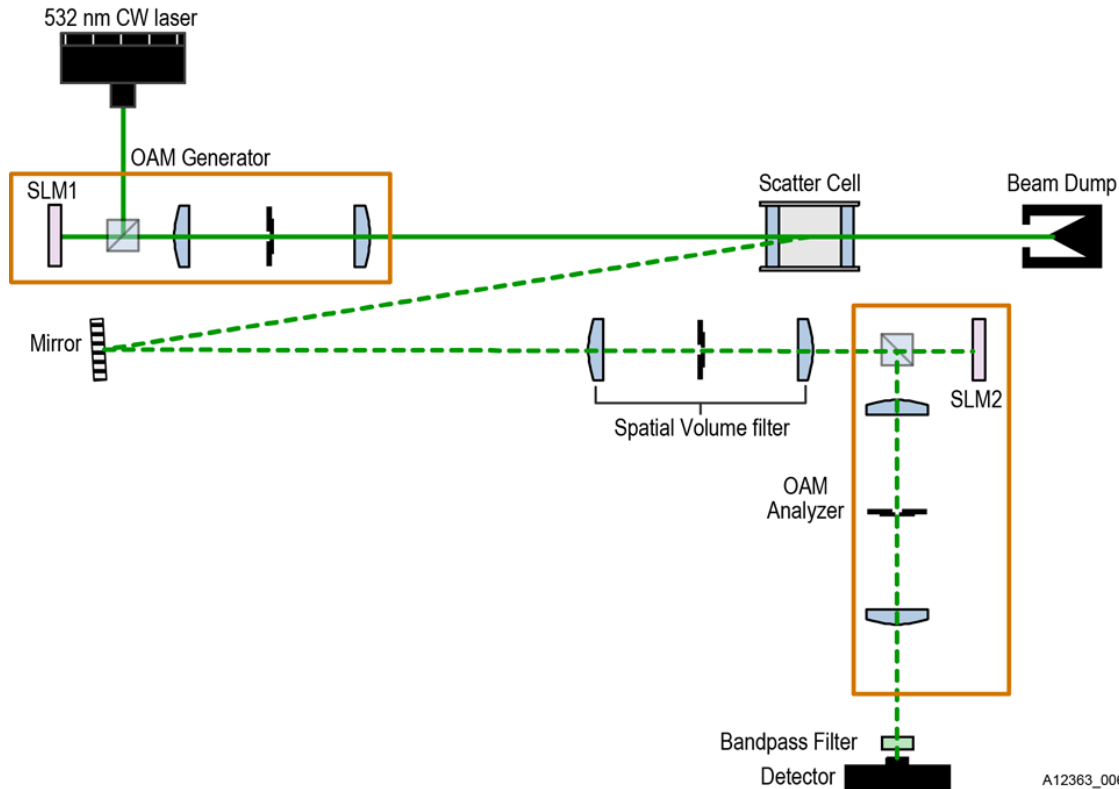 532 nm CW laser
OAM Generator
SLM1
Scatter Cell
Beam Dump
Mirror
Spatial Volume filter
SLM2
OAM
Analyzer
Bandpass Filter
Detector
A12363_006